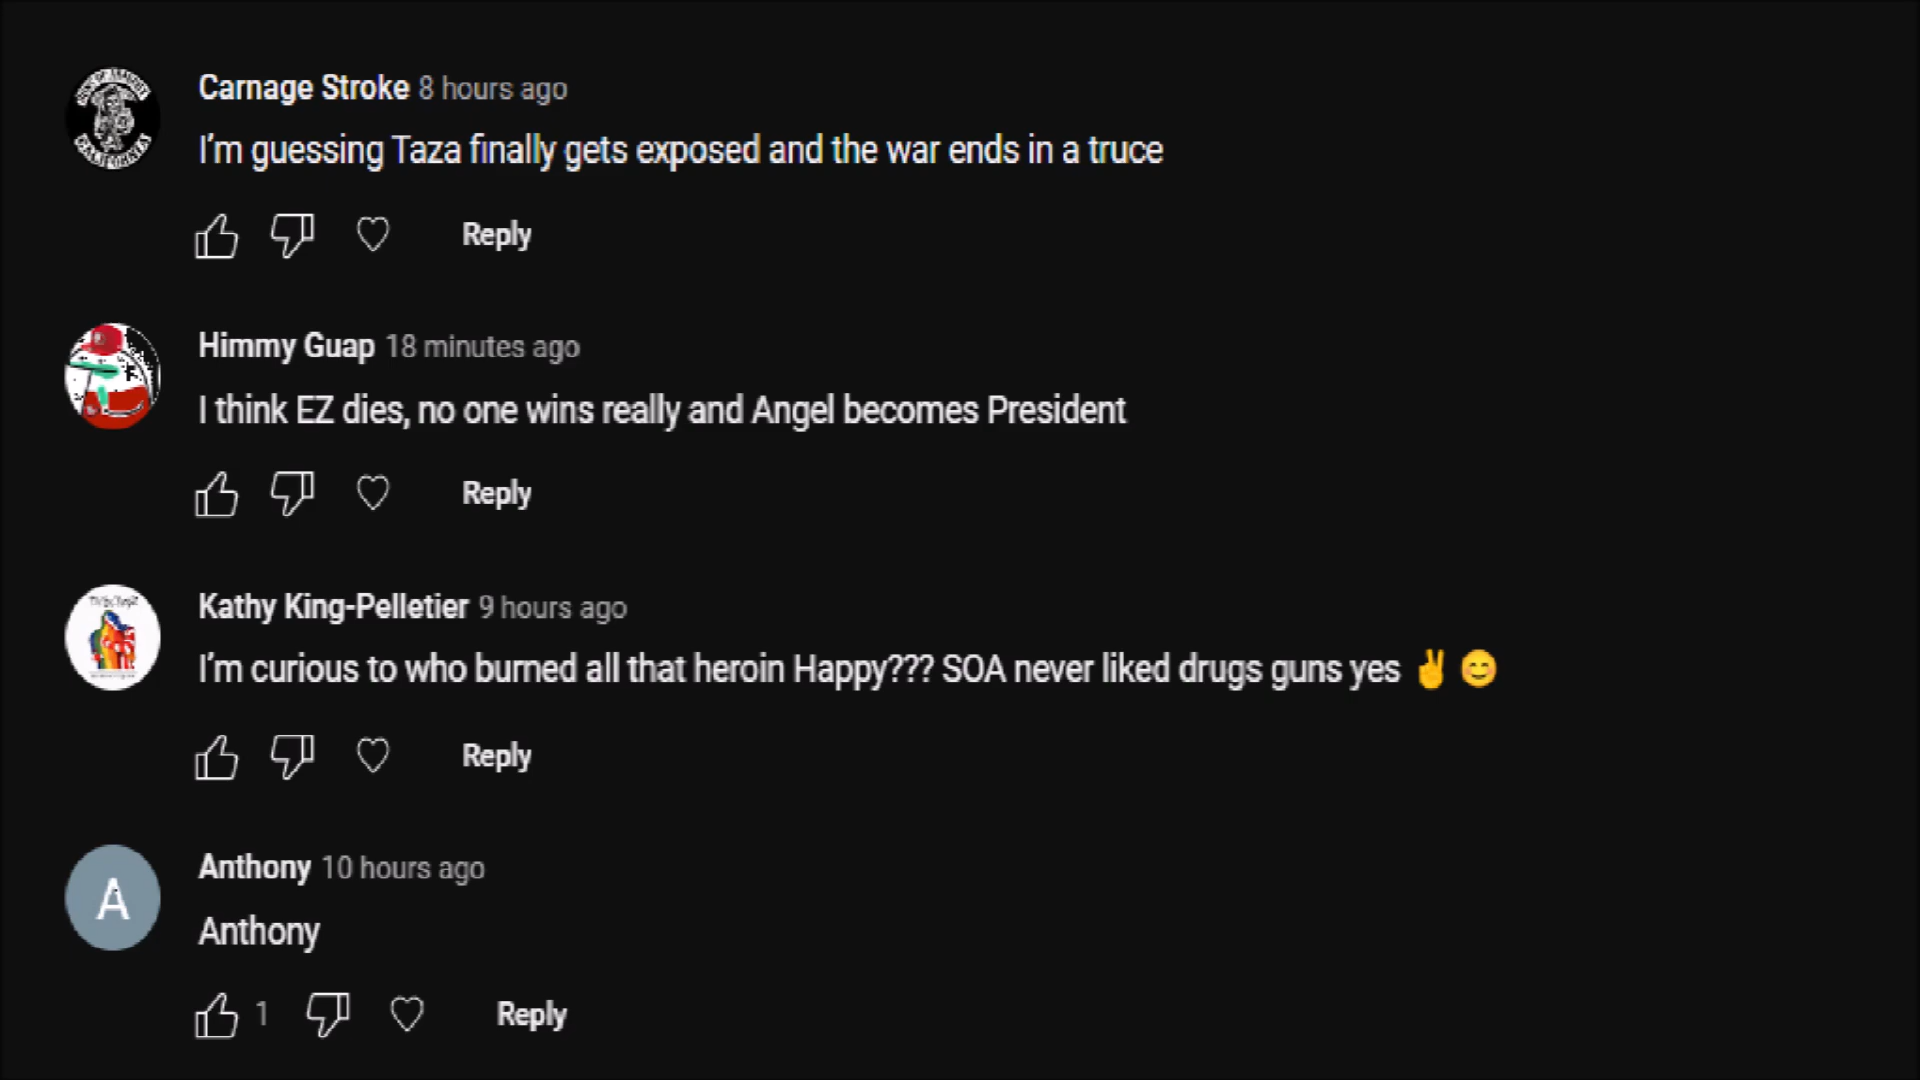 Carnage Stroke 8 hours ago
I'm guessing Taza finally gets exposed and the war ends in a truce
Reply
Himmy Guap 18 minutes ago
I think EZ dies, no one wins really and Angel becomes President
Reply
Kathy King-Pelletier 9 hours ago
I'm curious to who burned all that heroin Happy??? SOA never liked drugs guns yes ✌️ 😊
Reply
A
Anthony 10 hours ago
Anthony
1 Reply